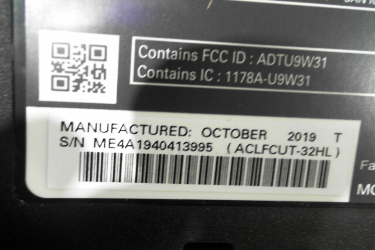 Contains FCC ID : ADTU9W31
Contains IC : 1178A-U9W31
MANUFACTURED: OCTOBER 2019 T
S/N ME4A1940413995 (ACLFCUT-32HL)